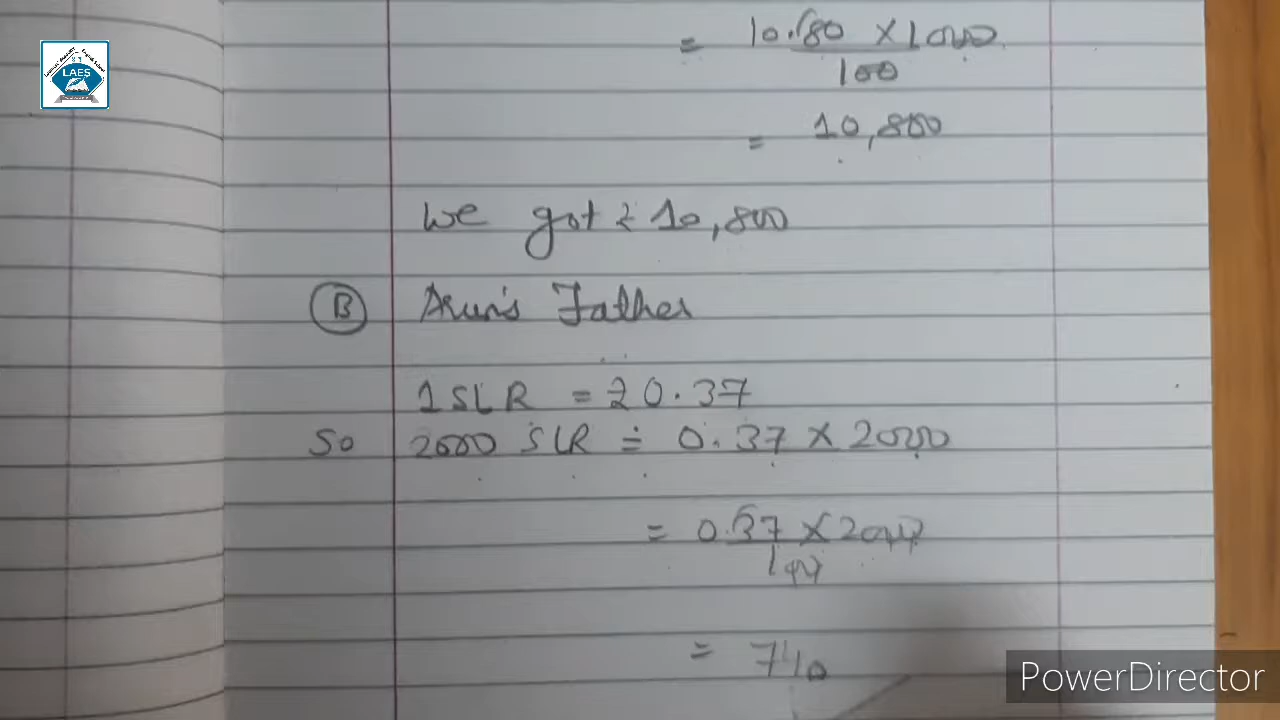 = 10.80 × 1000
100
= 10,800
LAES
We got ₹ 10,800
B Arun's Father
1 SLR = ₹0.37
So 2000 SLR = 0.37 × 2000
= 0.37 × 2000
100
= 740
PowerDirector